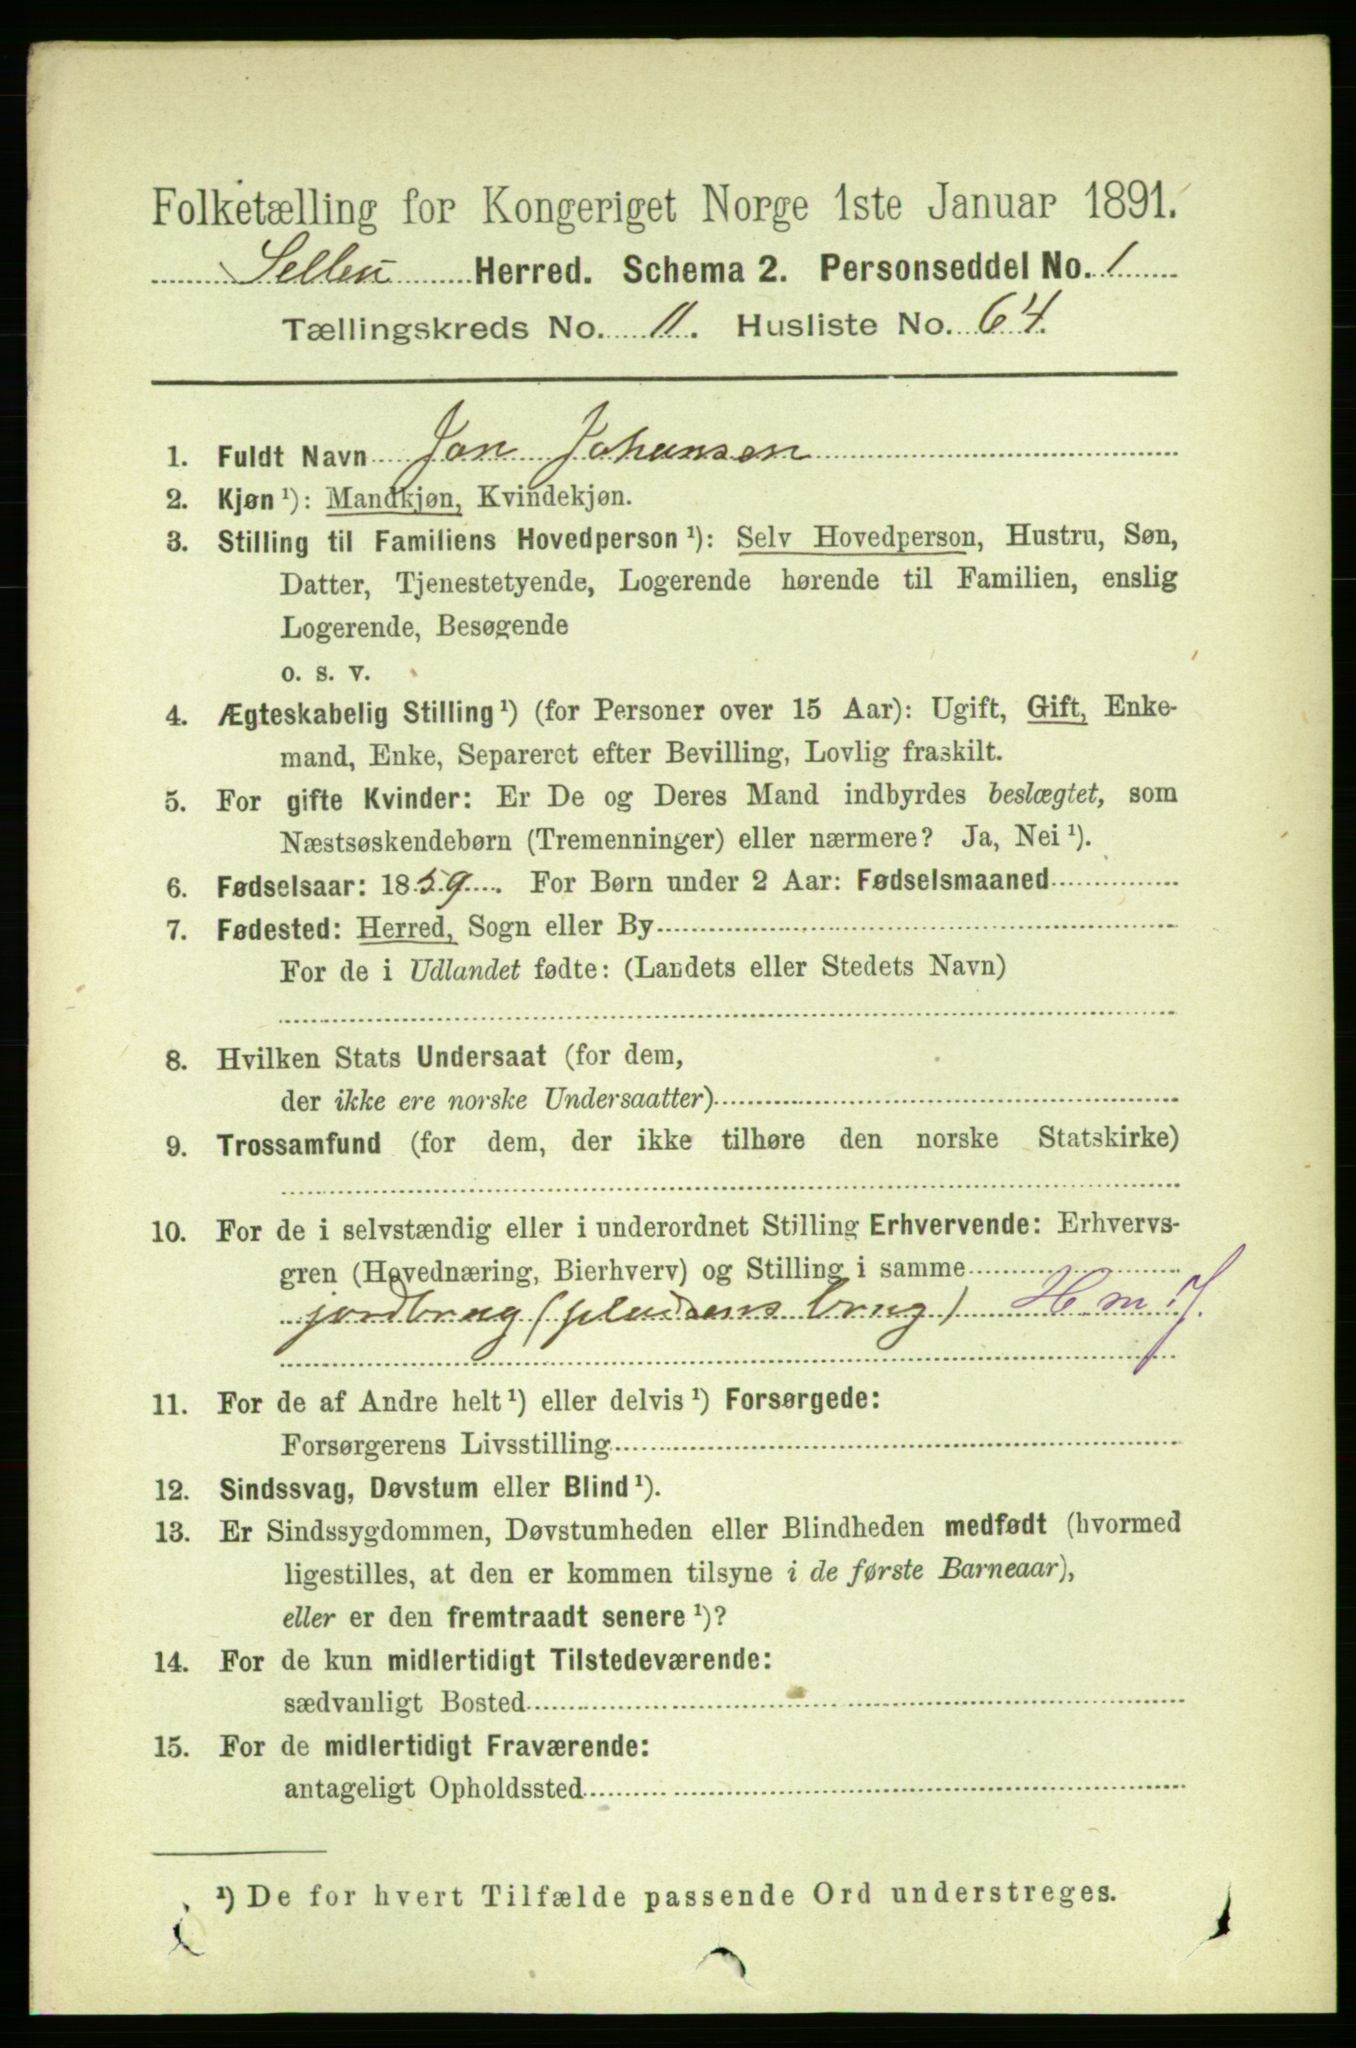 Folketælling for Kongeriget Norge 1ste Januar 1891.
Selbu Herred. Schema 2. Personseddel No. 1
Tællingskreds No. 11. Husliste No. 64.
1. Fuldt Navn Jon Johansen
2. Kjøn ¹): Mandkjøn, Kvindekjøn.
3. Stilling til Familiens Hovedperson ¹): Selv Hovedperson, Hustru, Søn,
Datter, Tjenestetyende, Logerende hørende til Familien, enslig
Logerende, Besøgende
o. s. v.
4. Ægteskabelig Stilling ¹) (for Personer over 15 Aar): Ugift, Gift, Enke-
mand, Enke, Separeret efter Bevilling, Lovlig fraskilt.
5. For gifte Kvinder: Er De og Deres Mand indbyrdes beslægtet, som
Næstsøskendebørn (Tremenninger) eller nærmere? Ja, Nei ¹).
6. Fødselsaar: 1859. For Børn under 2 Aar: Fødselsmaaned
7. Fødested: Herred, Sogn eller By
For de i Udlandet fødte: (Landets eller Stedets Navn)
8. Hvilken Stats Undersaat (for dem,
der ikke ere norske Undersaatter)
9. Trossamfund (for dem, der ikke tilhøre den norske Statskirke)
10. For de i selvstændig eller i underordnet Stilling Erhvervende: Erhvervs-
gren (Hovednæring, Bierhverv) og Stilling i samme
jordbrug (pladsens brug) H m J.
11. For de af Andre helt ¹) eller delvis ¹) Forsørgede:
Forsørgerens Livsstilling
12. Sindssvag, Døvstum eller Blind ¹).
13. Er Sindssygdommen, Døvstumheden eller Blindheden medfødt (hvormed
ligestilles, at den er kommen tilsyne i de første Barneaar),
eller er den fremtraadt senere ¹)?
14. For de kun midlertidigt Tilstedeværende:
sædvanligt Bosted
15. For de midlertidigt Fraværende:
antageligt Opholdssted
¹) De for hvert Tilfælde passende Ord understreges.